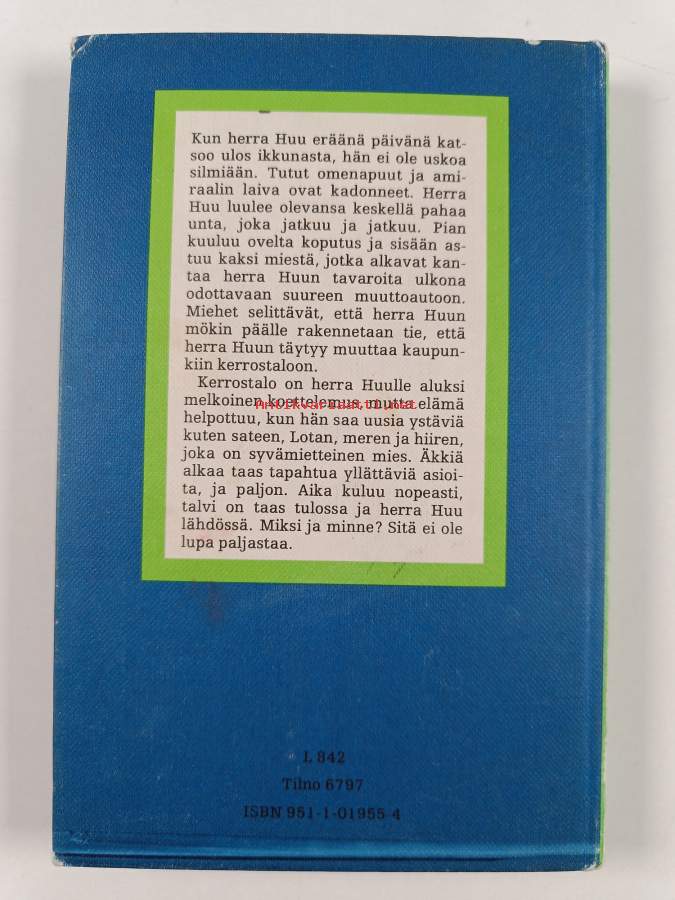 Kun herra Huu eräänä päivänä kat-
soo ulos ikkunasta, hän ei ole uskoa
silmiään. Tutut omenapuut ja ami-
raalin laiva ovat kadonneet. Herra
Huu luulee olevansa keskellä pahaa
unta, joka jatkuu ja jatkuu. Pian
kuuluu ovelta koputus ja sisään as-
tuu kaksi miestä, jotka alkavat kan-
taa herra Huun tavaroita ulkona
odottavaan suureen muuttoautoon.
Miehet selittävät, että herra Huun
mökin päälle rakennetaan tie, että
herra Huun täytyy muuttaa kaupun-
kiin kerrostaloon.
Kerrostalo on herra Huulle aluksi
melkoinen koettelemus, mutta elämä
Antikvariaatti.net
helpottuu, kun hän saa uusia ystäviä
kuten sateen, Lotan, meren ja hiiren,
joka on syvämietteinen mies. Äkkiä
alkaa taas tapahtua yllättäviä asioi-
ta, ja paljon. Aika kuluu nopeasti,
talvi on taas tulossa ja herra Huu
lähdössä. Miksi ja minne? Sitä ei ole
lupa paljastaa.
L 842
Tilno 6797
ISBN 951-1-01955-4